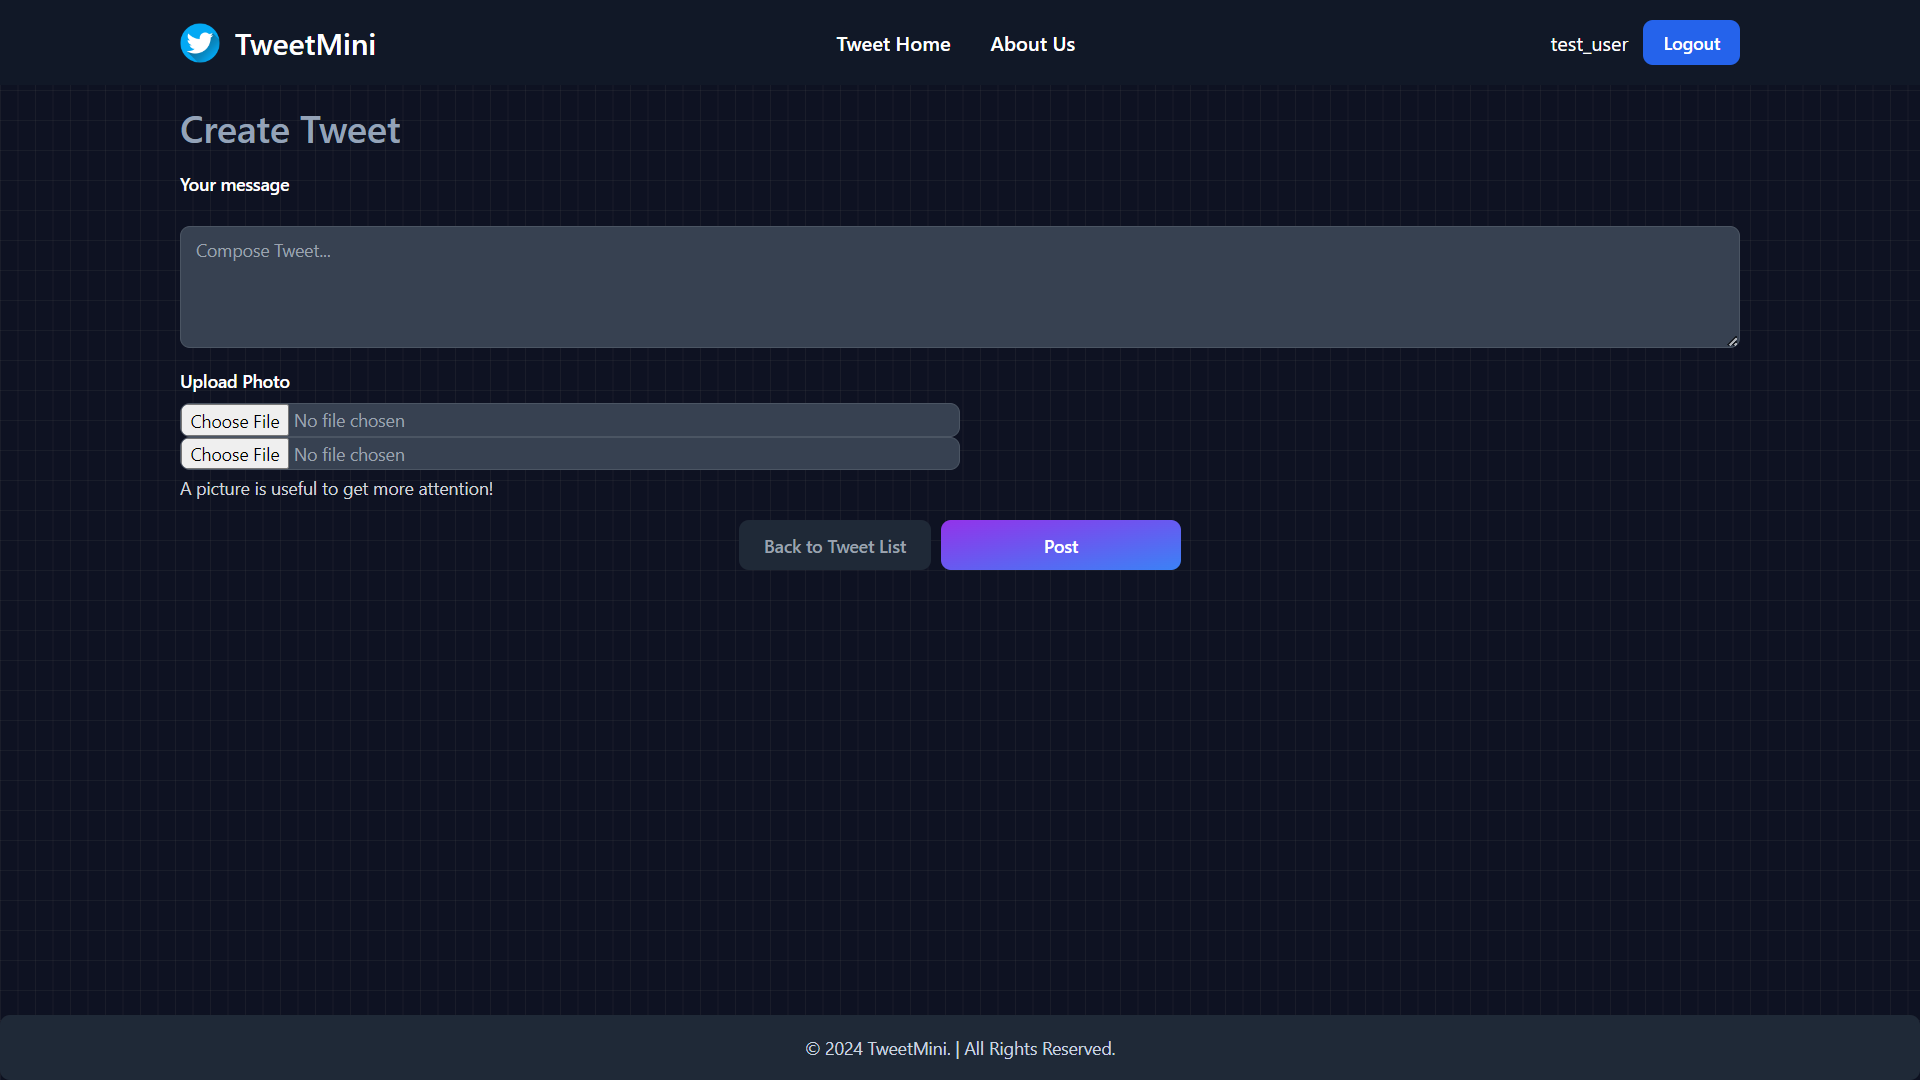 TweetMini
Tweet Home
About Us
test_user
Logout
Create Tweet
Your message
Compose Tweet...
Upload Photo
Choose File No file chosen
Choose File No file chosen
A picture is useful to get more attention!
Back to Tweet List
Post
© 2024 TweetMini. | All Rights Reserved.